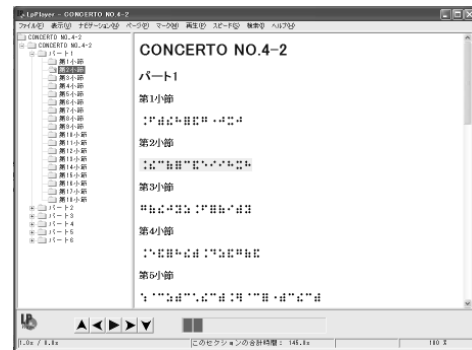 LpPlayer - CONCERTO NO.4-2
ファイル(F) 表示(V) ナビゲーション(N) ページ(P) マーク(M) 再生(P) スピード(S) 検索(I) ヘルプ(H)
CONCERTO NO.4-2
CONCERTO NO.4-2
パート1
第1小節
第2小節
第3小節
第4小節
第5小節
第6小節
第7小節
第8小節
第9小節
第10小節
第11小節
第12小節
第13小節
第14小節
第15小節
第16小節
第17小節
第18小節
パート2
パート3
パート4
パート5
パート6
CONCERTO NO.4-2
パート1
第1小節
第2小節
第3小節
第4小節
第5小節
このセクションの合計時間: 145.0s
100 %